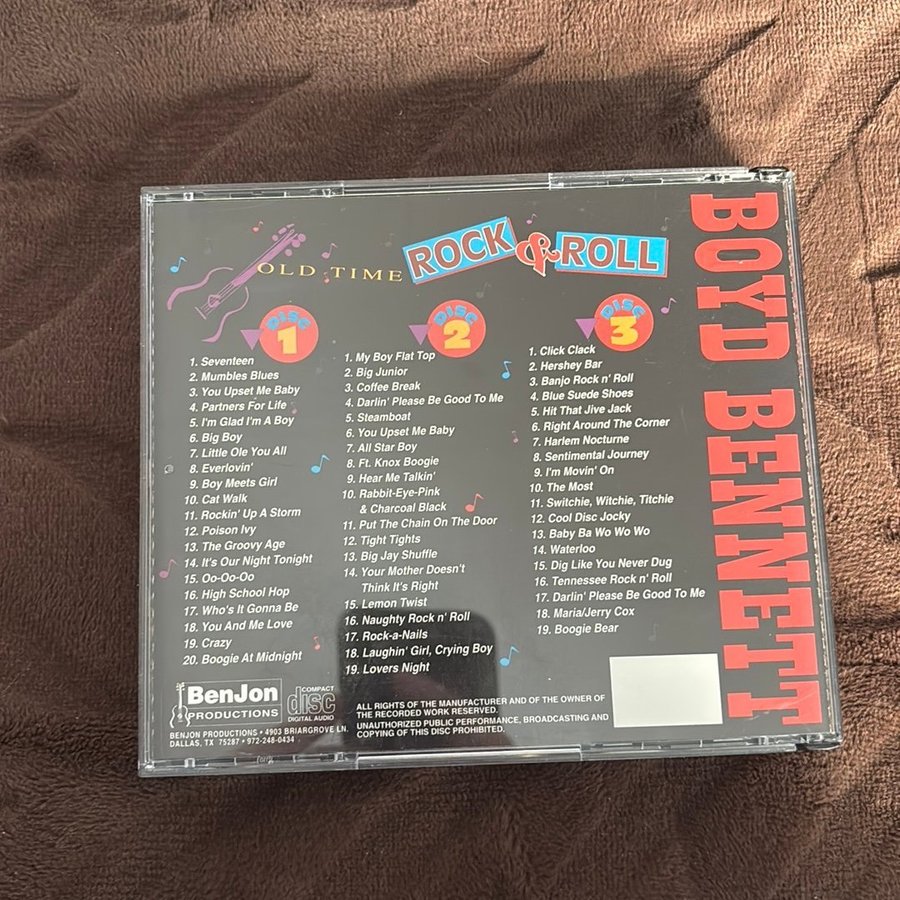 OLD TIME ROCK & ROLL
BOYD BENNETT
DISC 1
1. Seventeen
2. Mumbles Blues
3. You Upset Me Baby
4. Partners For Life
5. I'm Glad I'm A Boy
6. Big Boy
7. Little Ole You All
8. Everlovin'
9. Boy Meets Girl
10. Cat Walk
11. Rockin' Up A Storm
12. Poison Ivy
13. The Groovy Age
14. It's Our Night Tonight
15. Oo-Oo-Oo
16. High School Hop
17. Who's It Gonna Be
18. You And Me Love
19. Crazy
20. Boogie At Midnight
DISC 2
1. My Boy Flat Top
2. Big Junior
3. Coffee Break
4. Darlin' Please Be Good To Me
5. Steamboat
6. You Upset Me Baby
7. All Star Boy
8. Ft. Knox Boogie
9. Hear Me Talkin'
10. Rabbit-Eye-Pink
& Charcoal Black
11. Put The Chain On The Door
12. Tight Tights
13. Big Jay Shuffle
14. Your Mother Doesn't
Think It's Right
15. Lemon Twist
16. Naughty Rock n' Roll
17. Rock-a-Nails
18. Laughin' Girl, Crying Boy
19. Lovers Night
DISC 3
1. Click Clack
2. Hershey Bar
3. Banjo Rock n' Roll
4. Blue Suede Shoes
5. Hit That Jive Jack
6. Right Around The Corner
7. Harlem Nocturne
8. Sentimental Journey
9. I'm Movin' On
10. The Most
11. Switchie, Witchie, Titchie
12. Cool Disc Jocky
13. Baby Ba Wo Wo Wo
14. Waterloo
15. Dig Like You Never Dug
16. Tennessee Rock n' Roll
17. Darlin' Please Be Good To Me
18. Maria/Jerry Cox
19. Boogie Bear
BenJon
PRODUCTIONS
COMPACT
disc
DIGITAL AUDIO
BENJON PRODUCTIONS • 4903 BRIARGROVE LN.
DALLAS, TX 75287 • 972-248-0434
ALL RIGHTS OF THE MANUFACTURER AND OF THE OWNER OF
THE RECORDED WORK RESERVED.
UNAUTHORIZED PUBLIC PERFORMANCE, BROADCASTING AND
COPYING OF THIS DISC PROHIBITED.